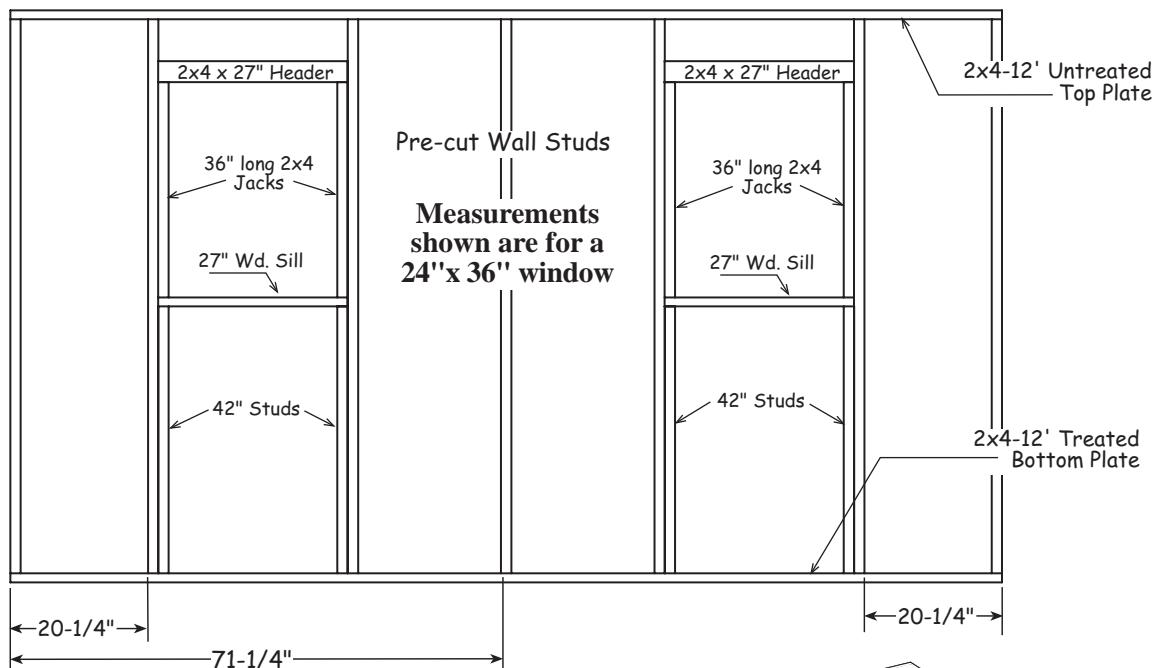 2x4 x 27" Header
2x4 x 27" Header
2x4-12' Untreated
Top Plate
Pre-cut Wall Studs
36" long 2x4
Jacks
36" long 2x4
Jacks
Measurements
shown are for a
24"x 36" window
27" Wd. Sill
27" Wd. Sill
42" Studs
42" Studs
2x4-12' Treated
Bottom Plate
20-1/4"
20-1/4"
71-1/4"